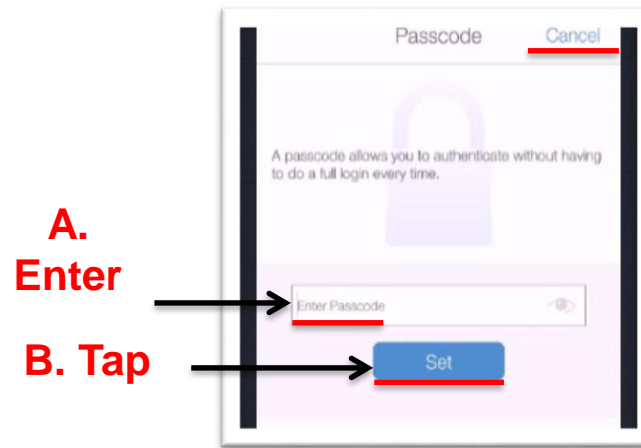 Passcode Cancel
A passcode allows you to authenticate without having
to do a full login every time.
A.
Enter
Enter Passcode
B. Tap
Set